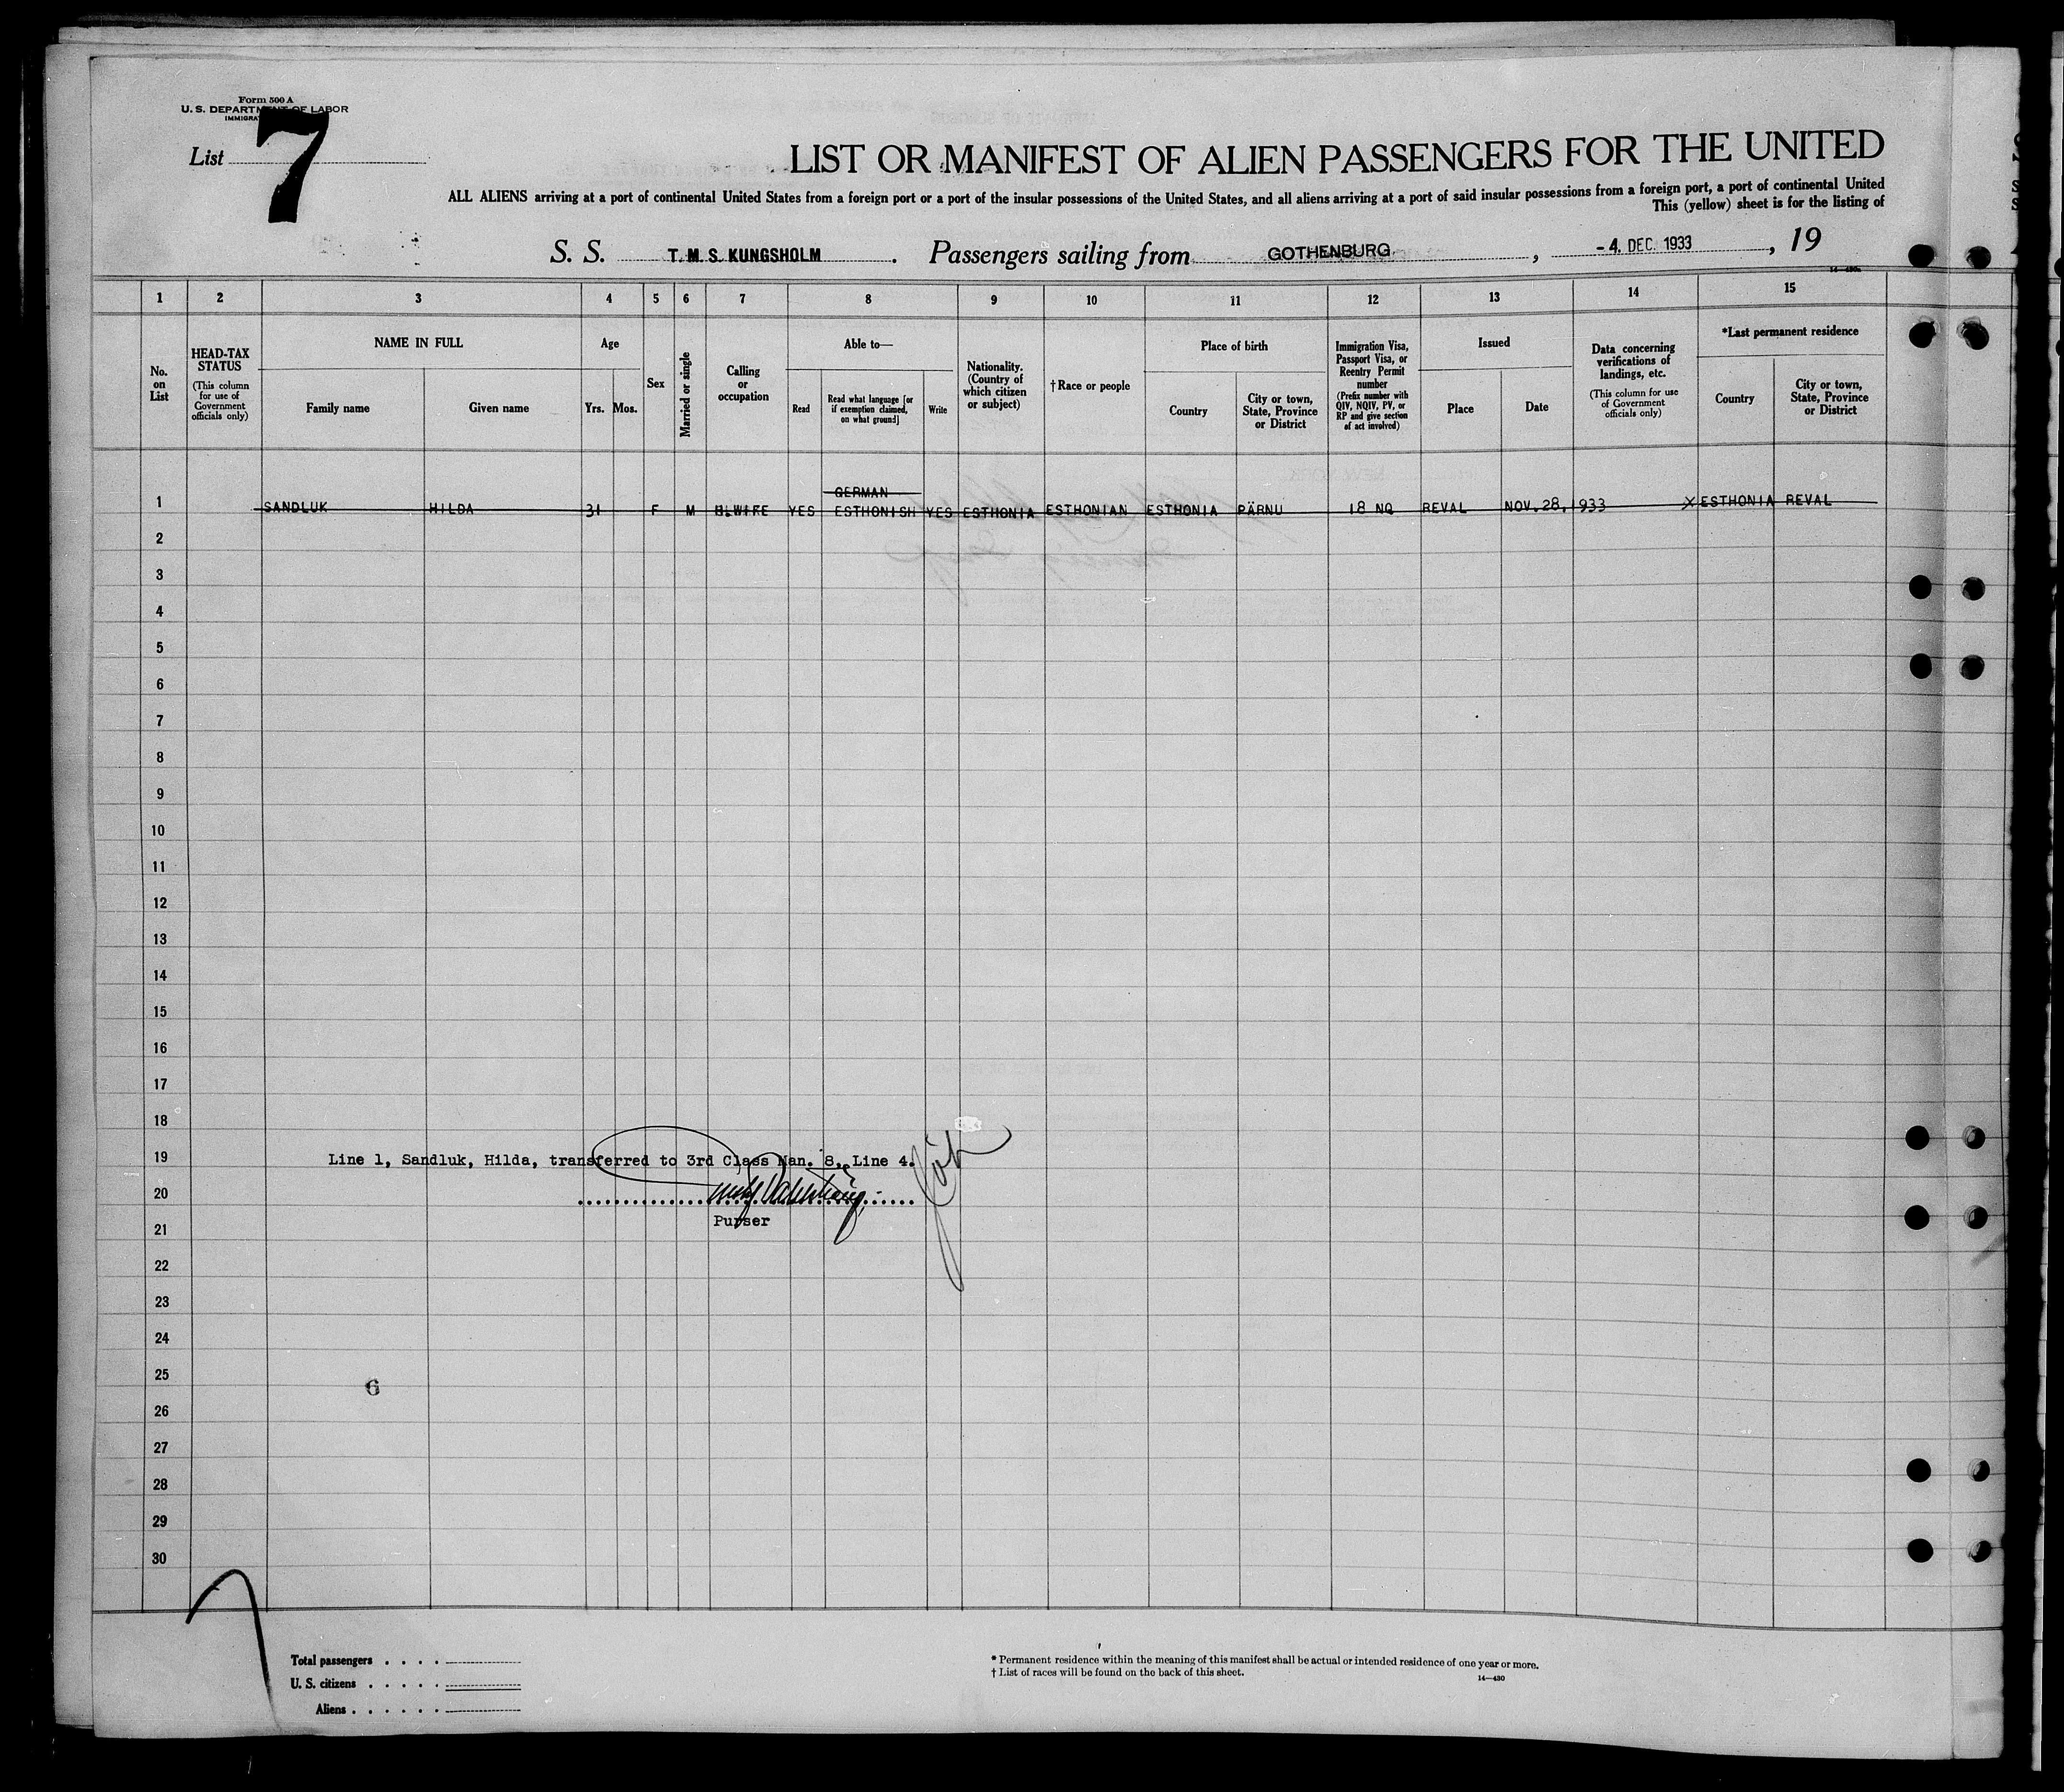 Form 500 A
U. S. DEPARTMENT OF LABOR
List 7
LIST OR MANIFEST OF ALIEN PASSENGERS FOR THE UNITED
ALL ALIENS arriving at a port of continental United States from a foreign port or a port of the insular possessions of the United States, and all aliens arriving at a port of said insular possessions from a foreign port, a port of continental United
This (yellow) sheet is for the listing of
S. S. T. M. S. KUNGSHOLM. Passengers sailing from GOTHENBURG, -4. DEC. 1933, 19
1 2 3 4 5 6 7 8 9 10 11 12 13 14 15
No. on List
HEAD-TAX STATUS (This column for use of Government officials only)
NAME IN FULL
Family name
Given name
Age
Yrs. Mos.
Sex
Married or single
Calling or occupation
Able to—
Read
Read what language [or if exemption claimed, on what ground]
Write
Nationality. (Country of which citizen or subject)
†Race or people
Place of birth
Country
City or town, State, Province or District
Immigration Visa, Passport Visa, or Reentry Permit number (Prefix number with QIV, NQIV, PV, or RP and give section of act involved)
Issued
Place
Date
Data concerning verifications of landings, etc. (This column for use of Government officials only)
*Last permanent residence
Country
City or town, State, Province or District
GERMAN
1 SANDLUK HILDA 31 F M H.WIFE YES ESTHONISH YES ESTHONIA ESTHONIAN ESTHONIA PÄRNU 18 NQ REVAL NOV. 28, 1933 X ESTHONIA REVAL
2
3
4
5
6
7
8
9
10
11
12
13
14
15
16
17
18
19 Line 1, Sandluk, Hilda, transferred to 3rd Class Man. 8, Line 4.
20
21 Purser
22
23
24
25 6
26
27
28
29
30
7
Total passengers . . . .
U. S. citizens . . . . .
Aliens . . . . . .
* Permanent residence within the meaning of this manifest shall be actual or intended residence of one year or more.
† List of races will be found on the back of this sheet.
14—430